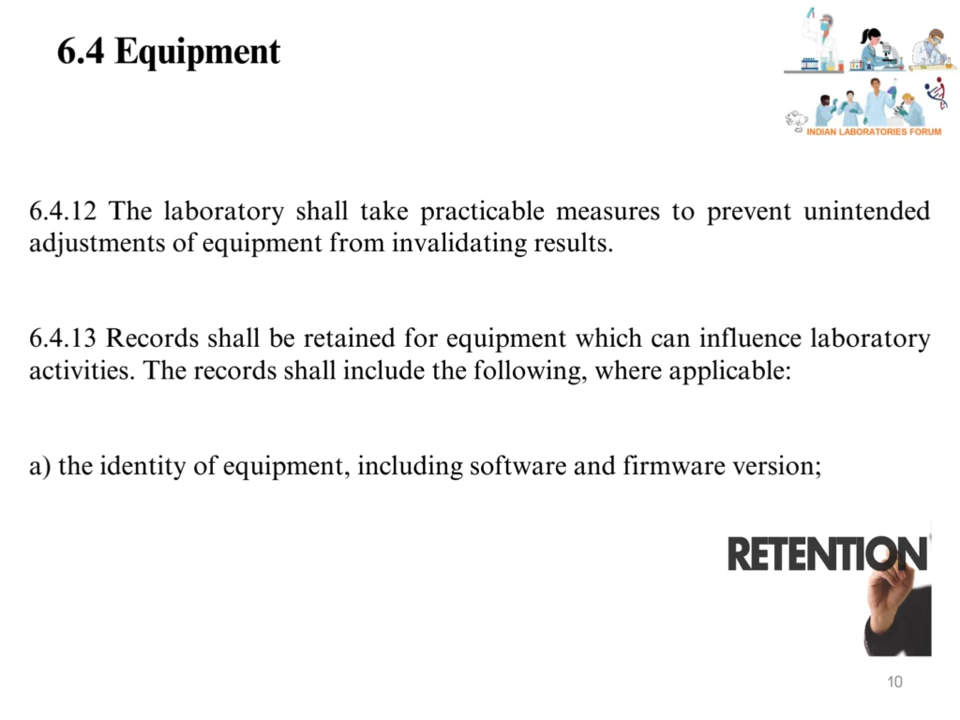 6.4 Equipment
INDIAN LABORATORIES FORUM
6.4.12 The laboratory shall take practicable measures to prevent unintended
adjustments of equipment from invalidating results.
6.4.13 Records shall be retained for equipment which can influence laboratory
activities. The records shall include the following, where applicable:
a) the identity of equipment, including software and firmware version;
RETENTION
10